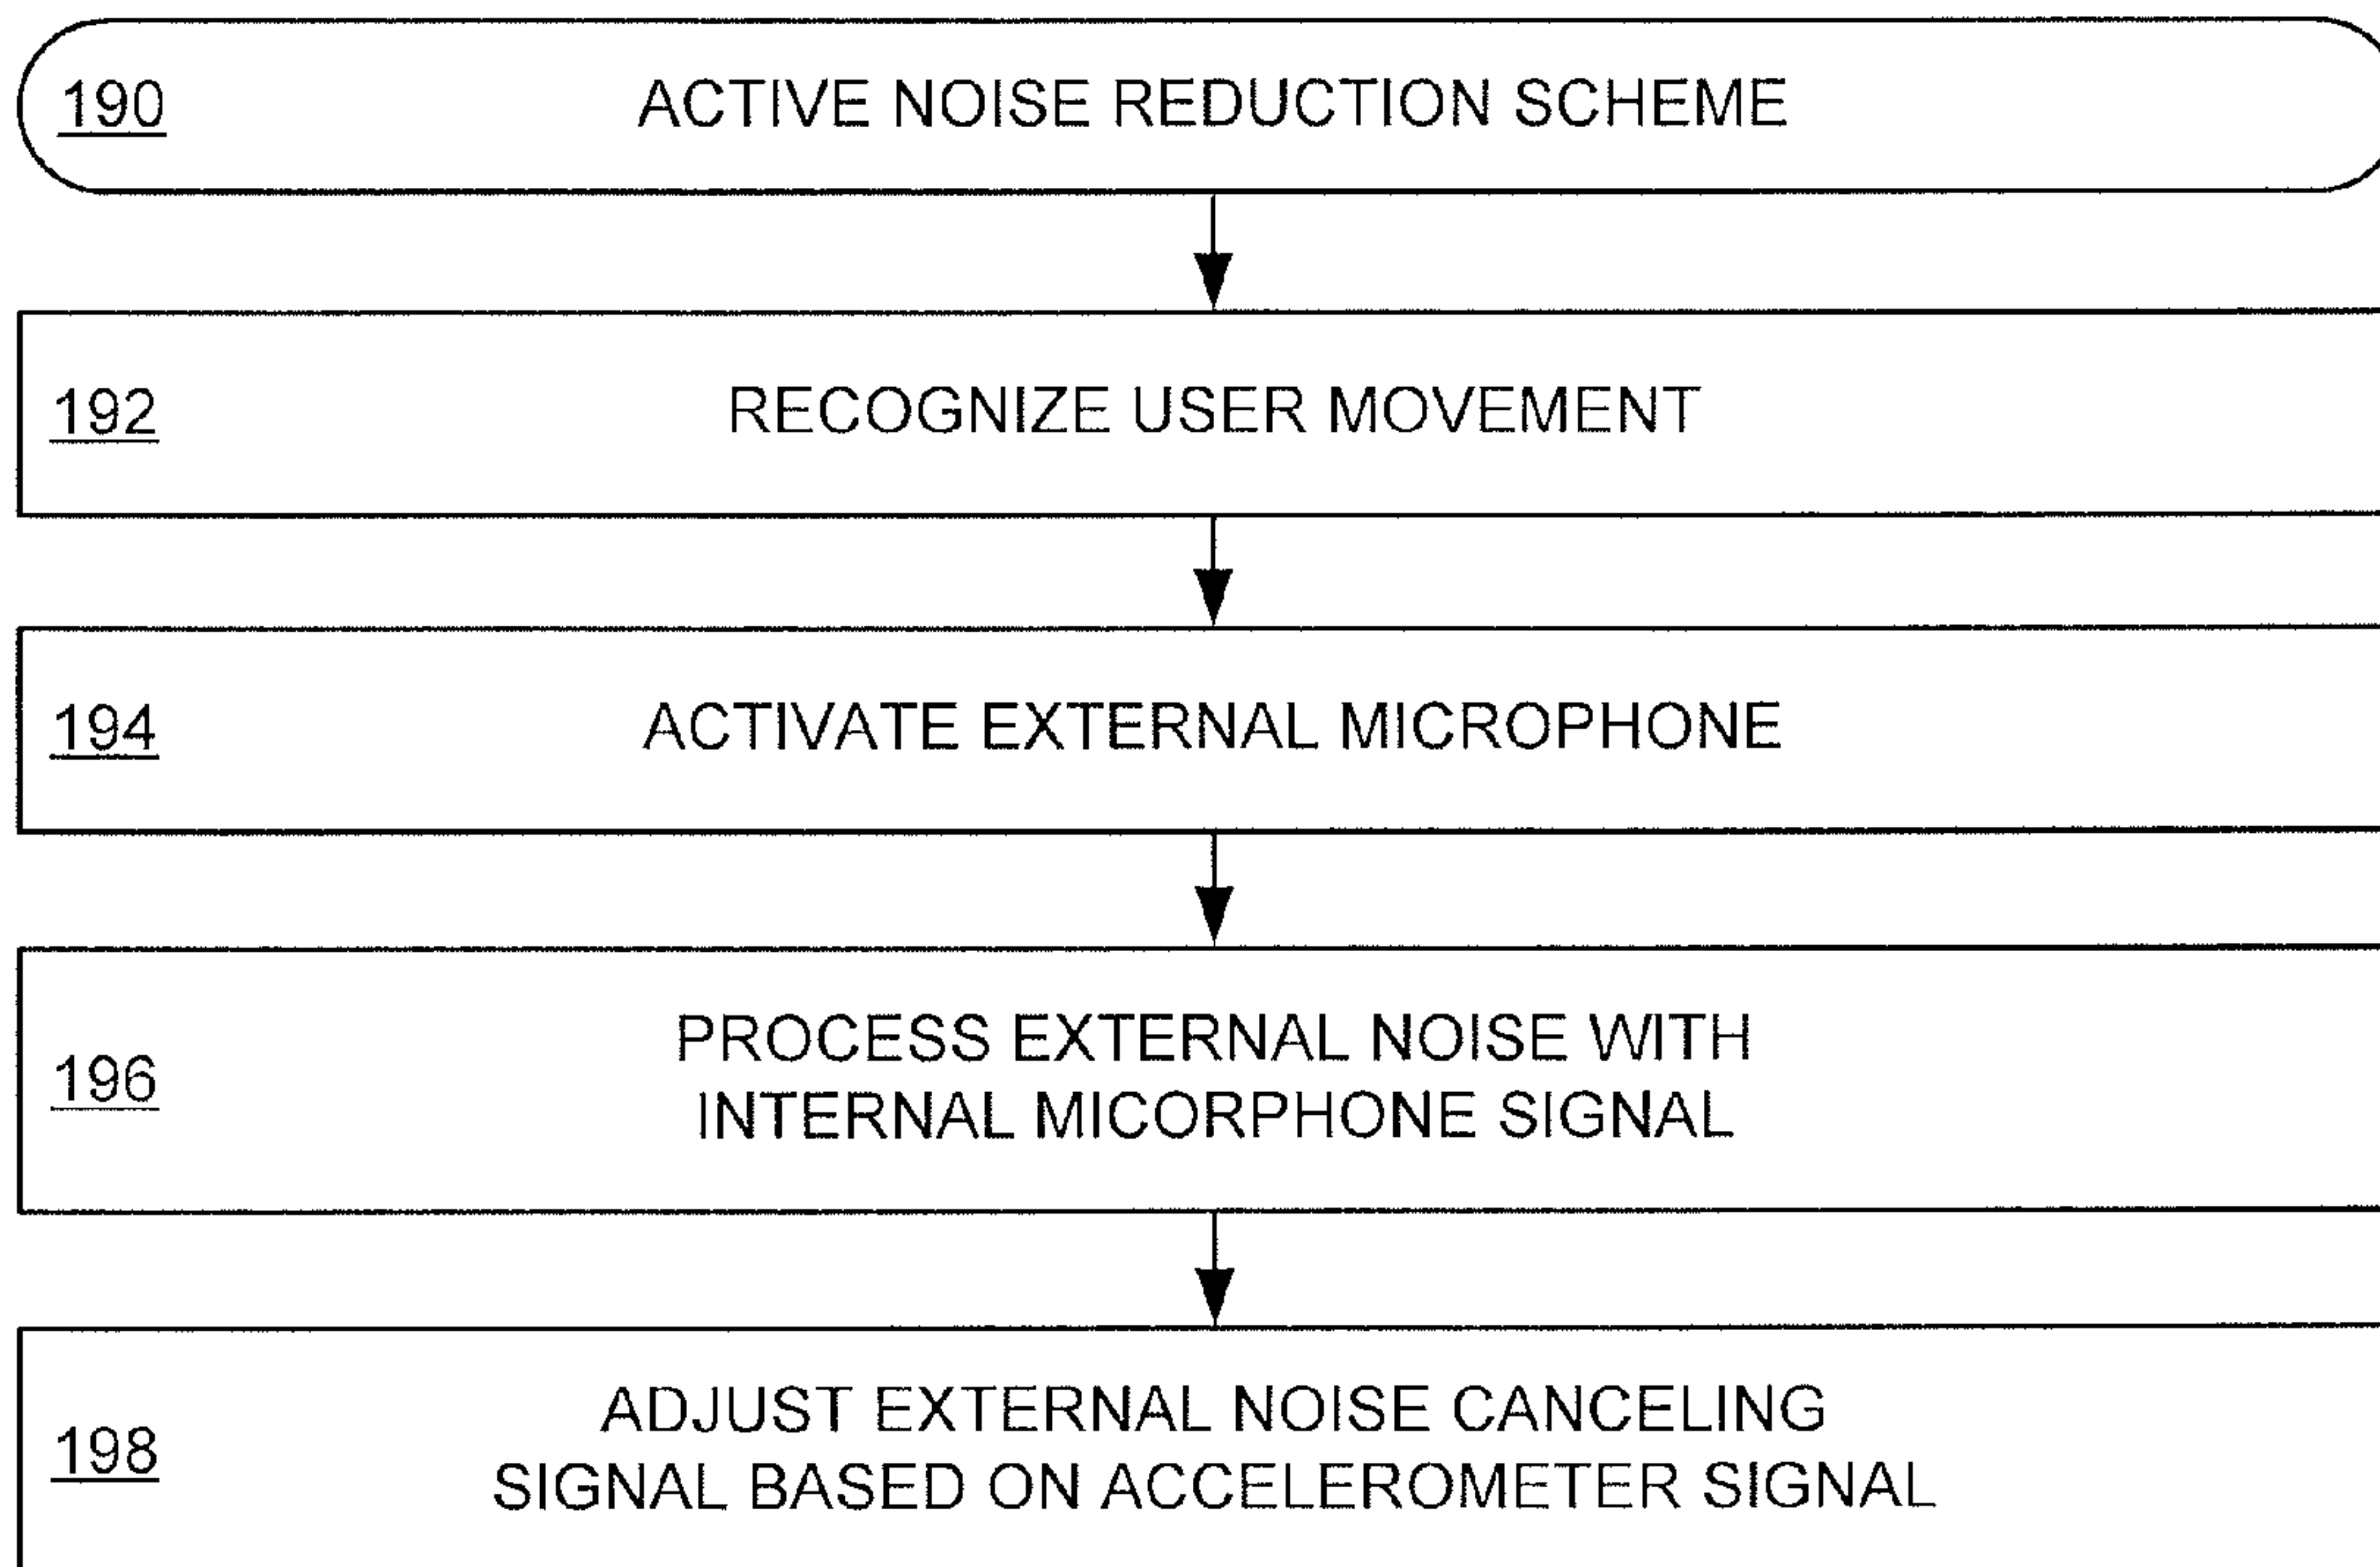 190 ACTIVE NOISE REDUCTION SCHEME
192 RECOGNIZE USER MOVEMENT
194 ACTIVATE EXTERNAL MICROPHONE
196 PROCESS EXTERNAL NOISE WITH
INTERNAL MICORPHONE SIGNAL
198 ADJUST EXTERNAL NOISE CANCELING
SIGNAL BASED ON ACCELEROMETER SIGNAL